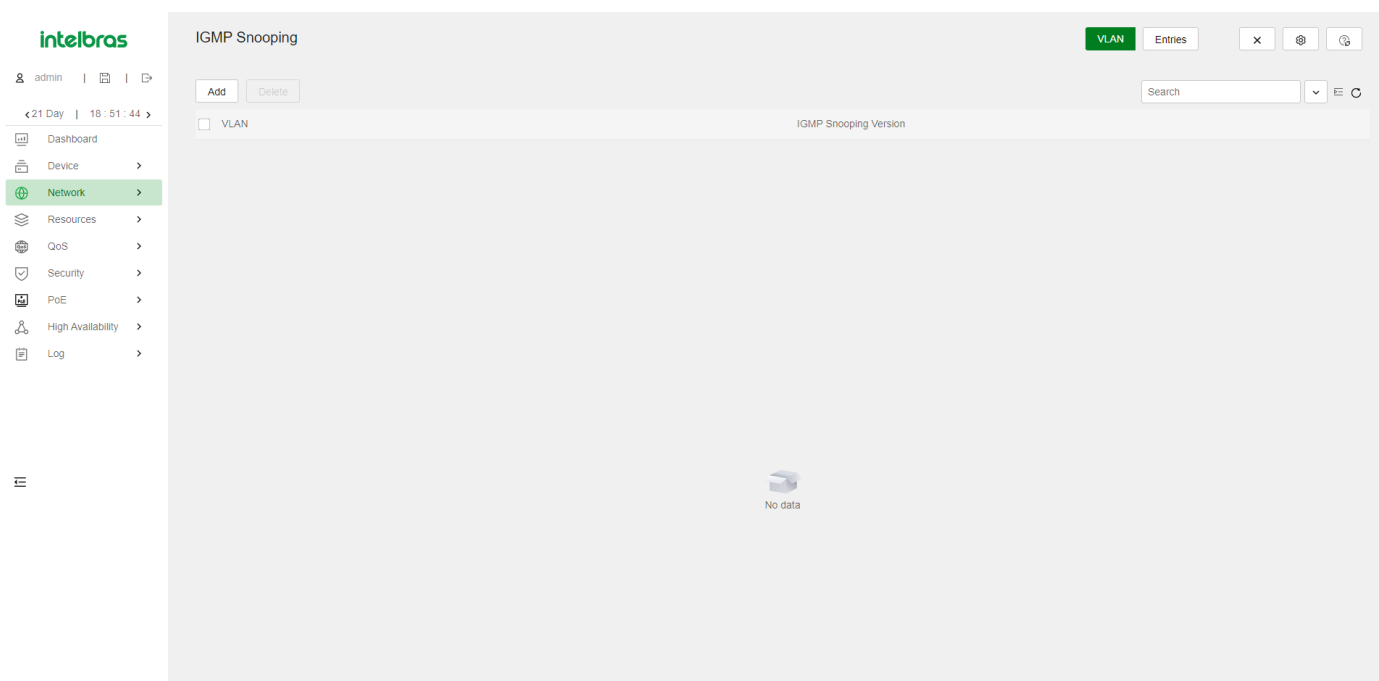 intelbras
IGMP Snooping
VLAN
Entries
admin | |
Add
Delete
Search
21 Day | 18 : 51 : 44
VLAN
IGMP Snooping Version
Dashboard
Device
Network
Resources
QoS
Security
PoE
High Availability
Log
No data